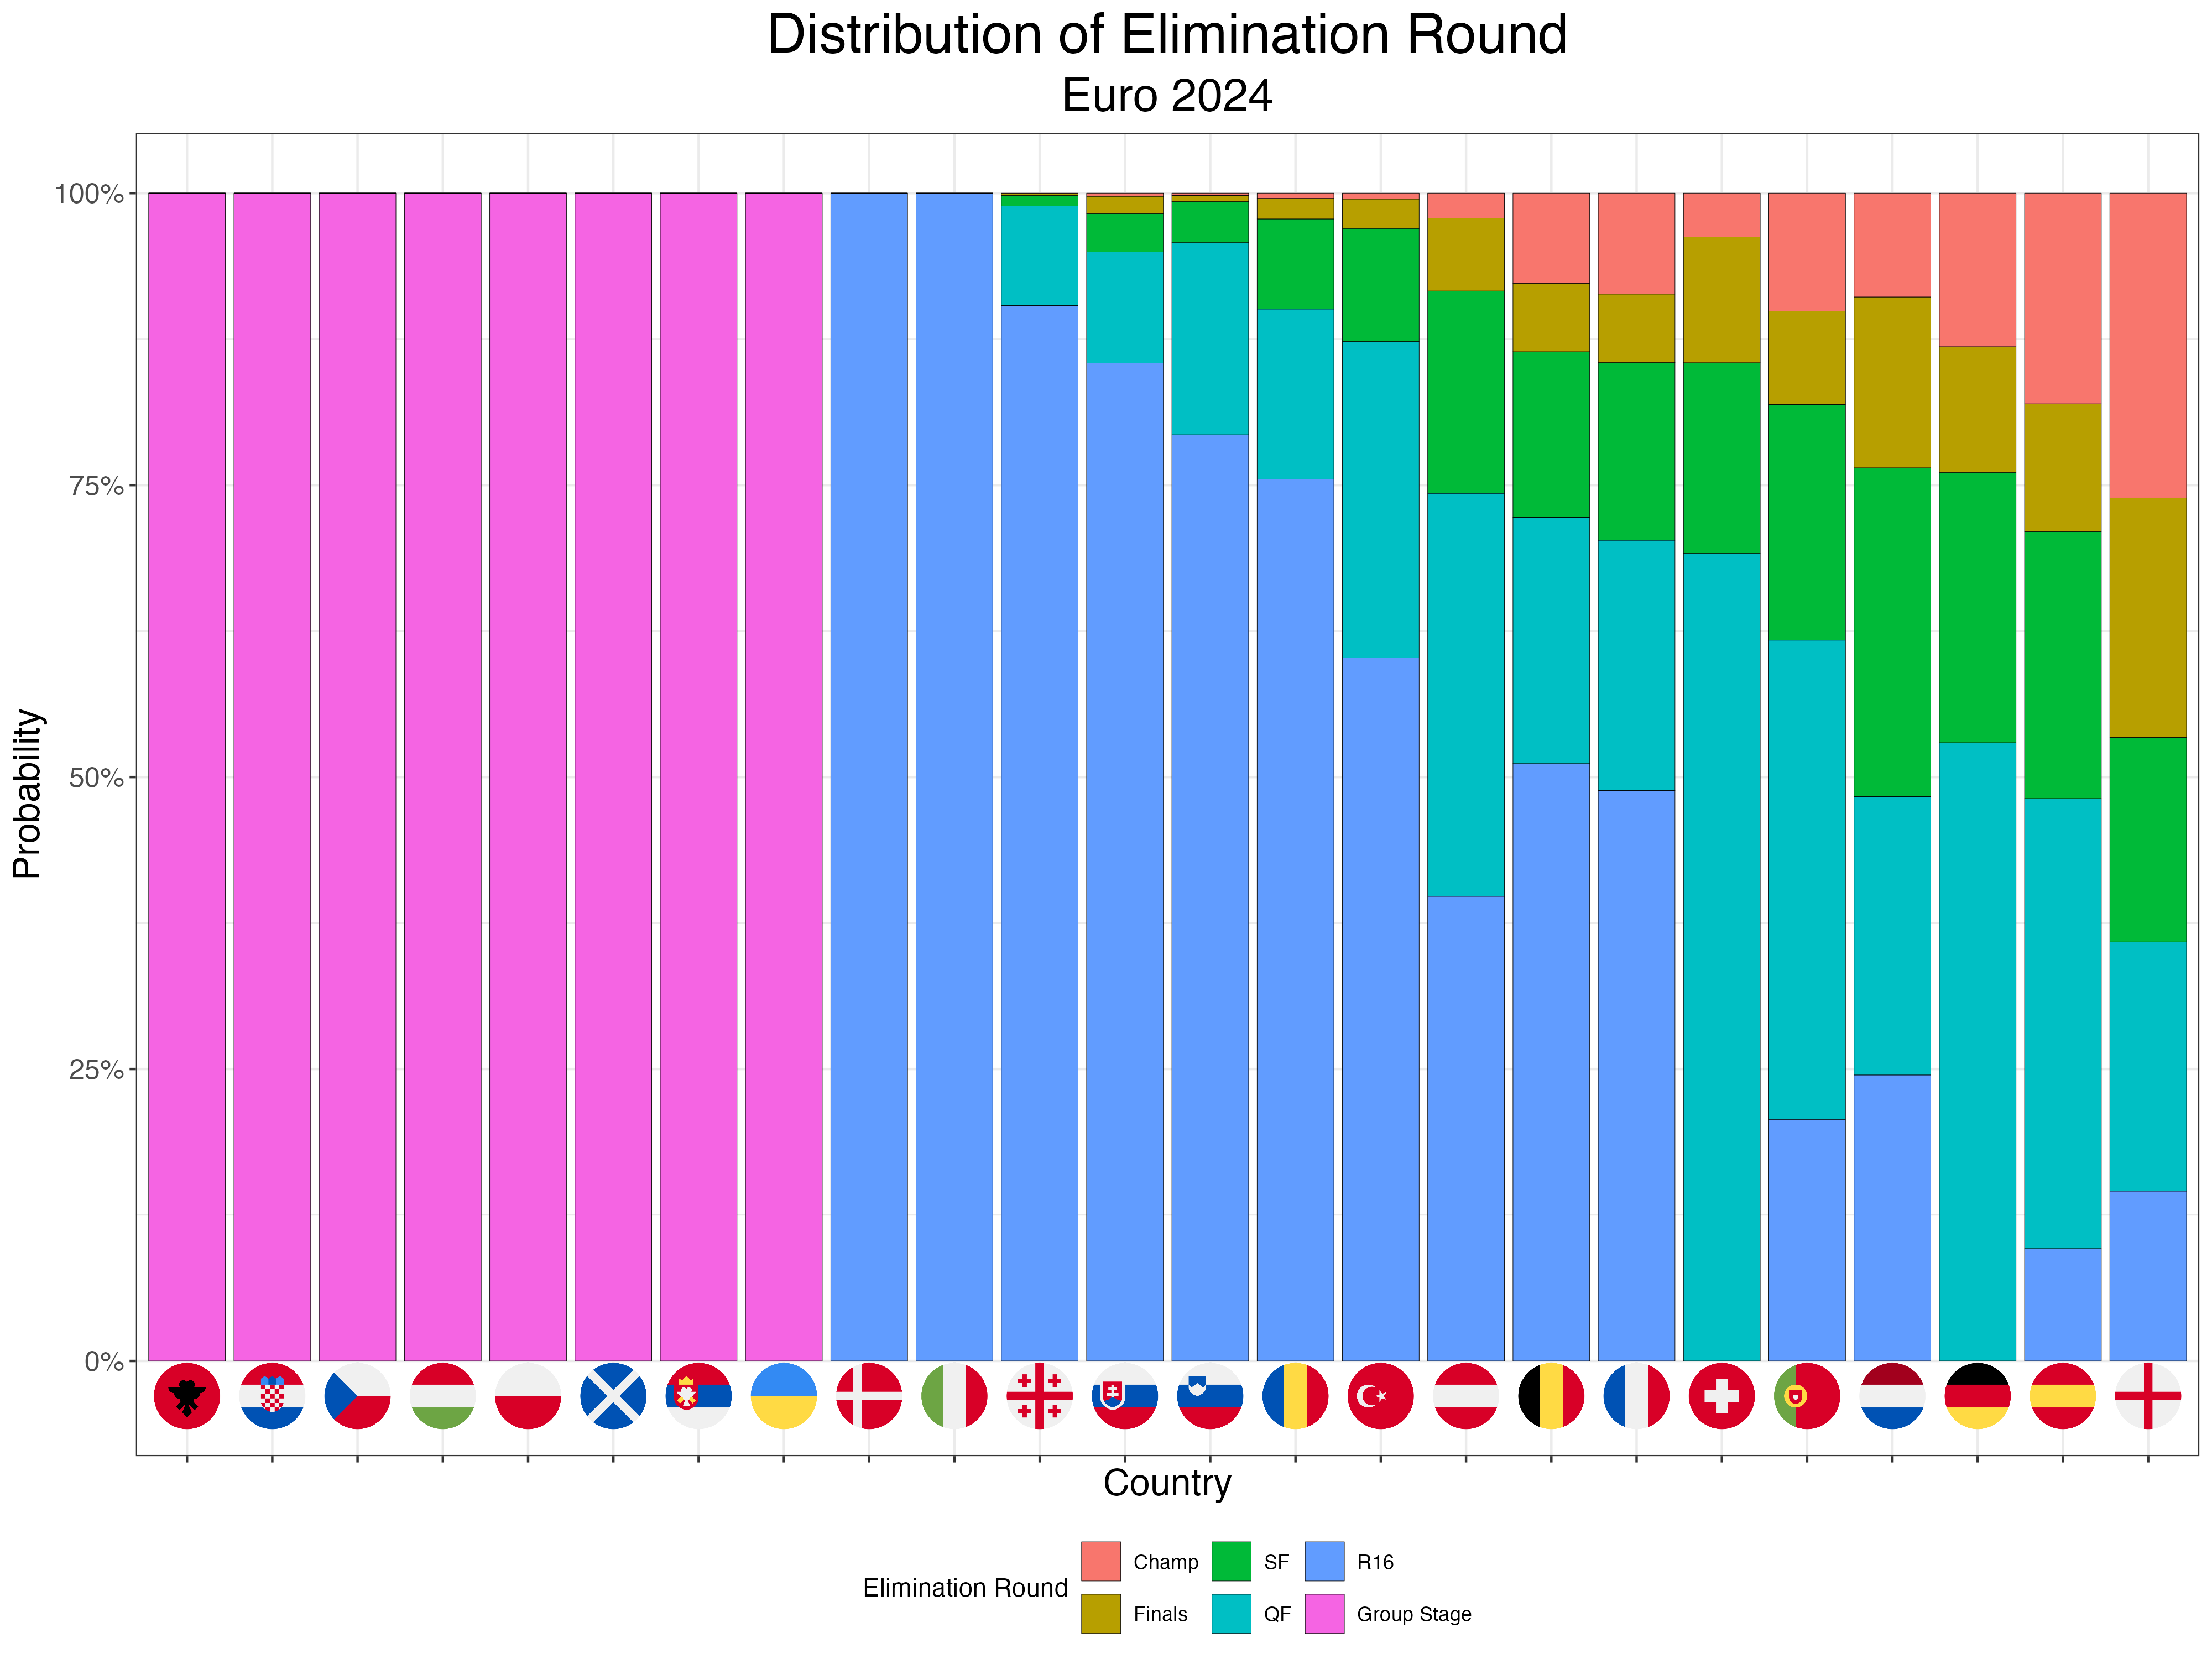 Distribution of Elimination Round
Euro 2024
100%
75%
50%
25%
0%
Probability
Country
Elimination Round
Champ
SF
R16
Finals
QF
Group Stage